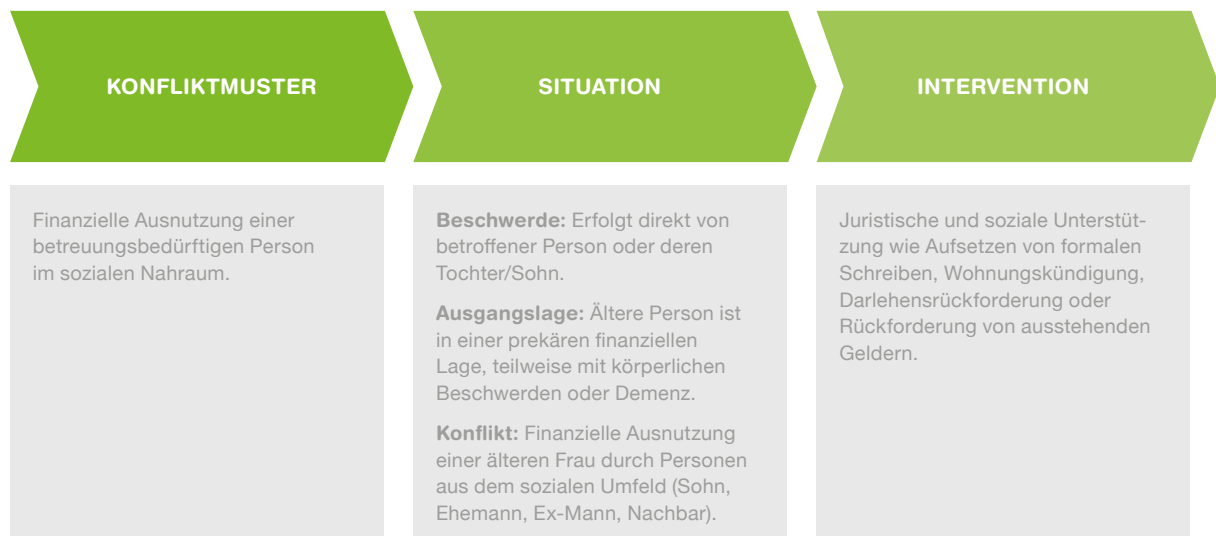 KONFLIKTMUSTER
SITUATION
INTERVENTION
Finanzielle Ausnutzung einer
betreuungsbedürftigen Person
im sozialen Nahraum.
Beschwerde: Erfolgt direkt von
betroffener Person oder deren
Tochter/Sohn.
Ausgangslage: Ältere Person ist
in einer prekären finanziellen
Lage, teilweise mit körperlichen
Beschwerden oder Demenz.
Konflikt: Finanzielle Ausnutzung
einer älteren Frau durch Personen
aus dem sozialen Umfeld (Sohn,
Ehemann, Ex-Mann, Nachbar).
Juristische und soziale Unterstüt-
zung wie Aufsetzen von formalen
Schreiben, Wohnungskündigung,
Darlehensrückforderung oder
Rückforderung von ausstehenden
Geldern.